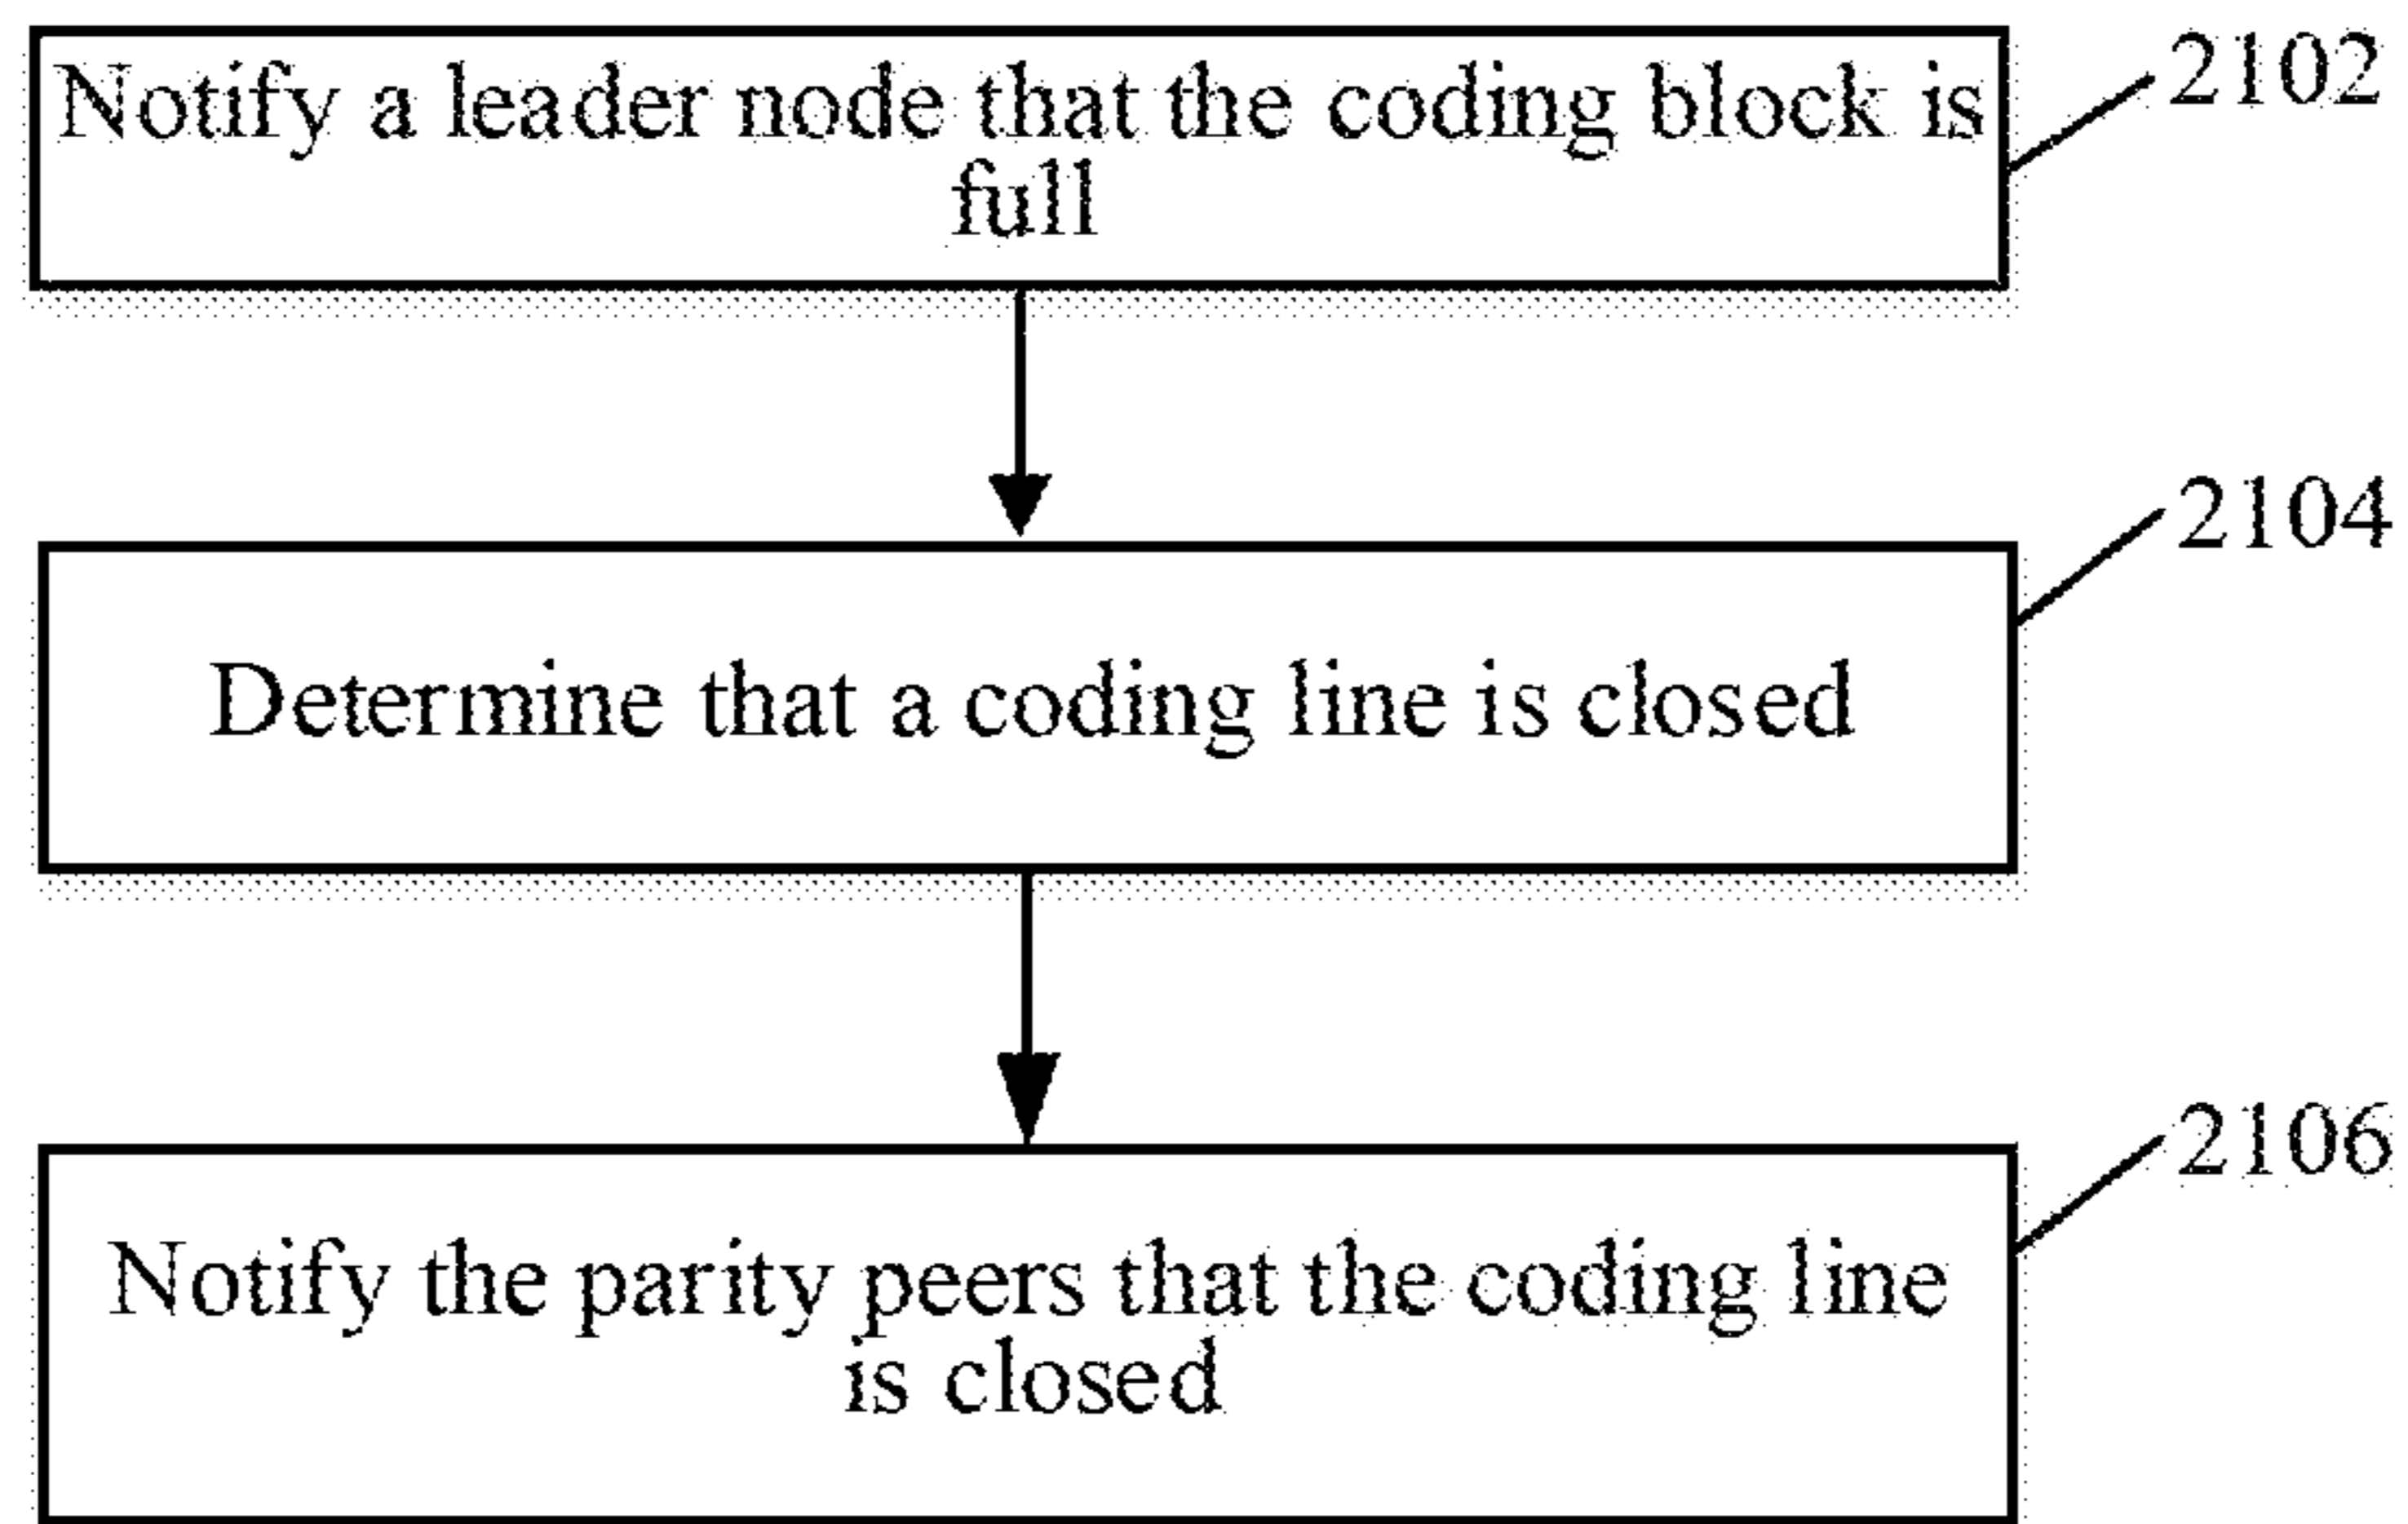 Notify a leader node that the coding block is
full
2102
Determine that a coding line is closed
2104
Notify the parity peers that the coding line
is closed
2106